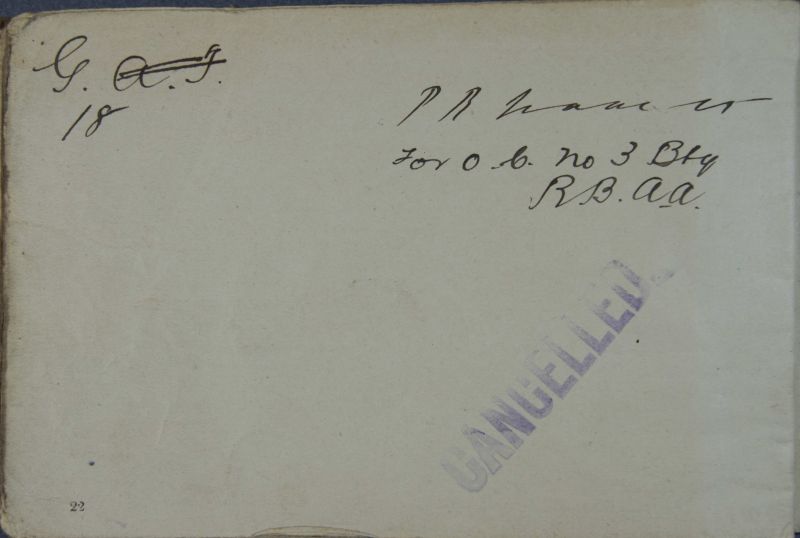 G. A.F.
18
P R
For O.C. No 3 Bty
R.B. A.A.
CANCELLED
22